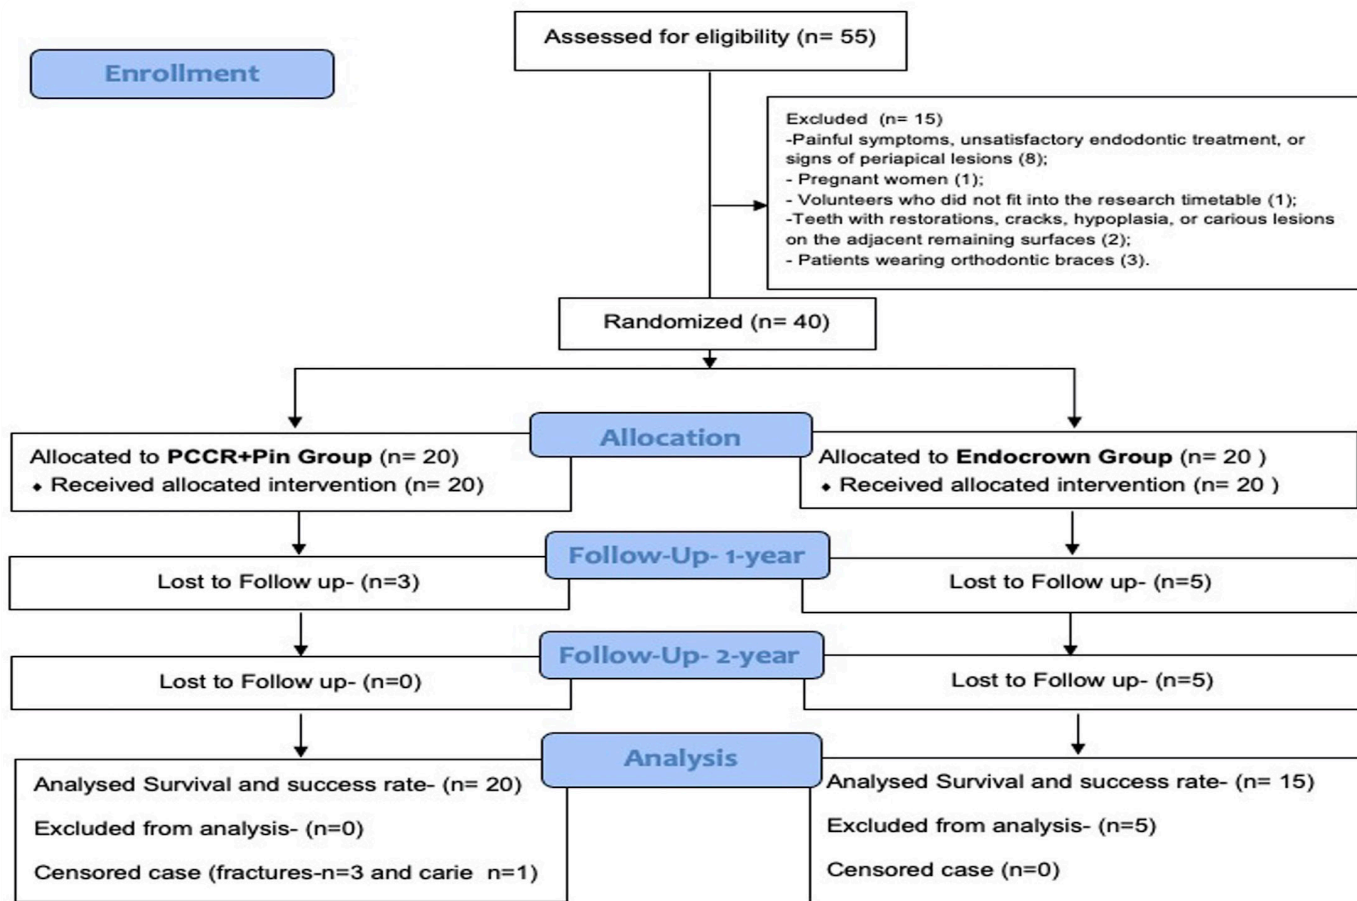 Assessed for eligibility (n= 55)
Enrollment
Excluded (n= 15)
-Painful symptoms, unsatisfactory endodontic treatment, or
signs of periapical lesions (8);
- Pregnant women (1);
- Volunteers who did not fit into the research timetable (1);
-Teeth with restorations, cracks, hypoplasia, or carious lesions
on the adjacent remaining surfaces (2);
- Patients wearing orthodontic braces (3).
Randomized (n= 40)
Allocation
Allocated to PCCR+Pin Group (n= 20)
⬥ Received allocated intervention (n= 20)
Allocated to Endocrown Group (n= 20 )
⬥ Received allocated intervention (n= 20 )
Follow-Up- 1-year
Lost to Follow up- (n=3)
Lost to Follow up- (n=5)
Follow-Up- 2-year
Lost to Follow up- (n=0)
Lost to Follow up- (n=5)
Analysis
Analysed Survival and success rate- (n= 20)
Excluded from analysis- (n=0)
Censored case (fractures-n=3 and carie n=1)
Analysed Survival and success rate- (n= 15)
Excluded from analysis- (n=5)
Censored case (n=0)